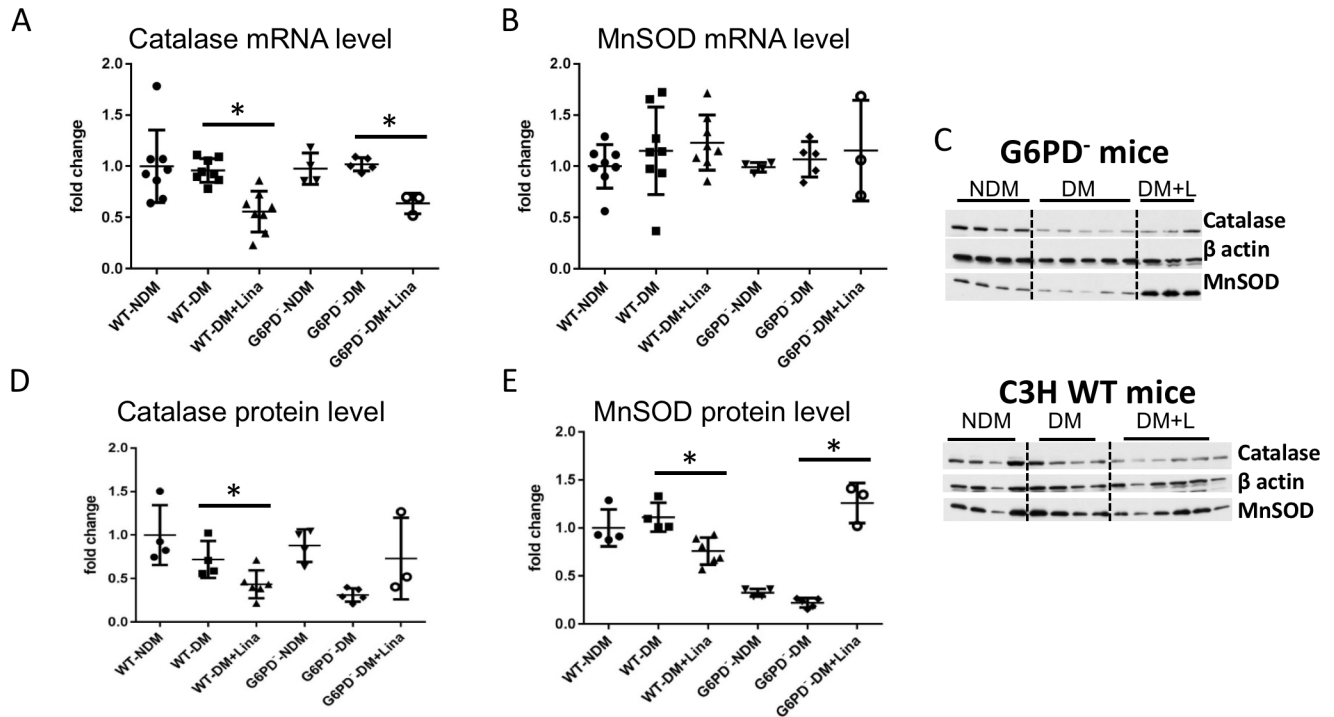 A
Catalase mRNA level
2.0
1.5
1.0
0.5
0.0
fold change
*
*
WT-NDM
WT-DM
WT-DM+Lina
G6PD⁻-NDM
G6PD⁻-DM
G6PD⁻-DM+Lina
B
MnSOD mRNA level
2.0
1.5
1.0
0.5
0.0
fold change
WT-NDM
WT-DM
WT-DM+Lina
G6PD⁻-NDM
G6PD⁻-DM
G6PD⁻-DM+Lina
C
G6PD⁻ mice
NDM DM DM+L
Catalase
β actin
MnSOD
C3H WT mice
NDM DM DM+L
Catalase
β actin
MnSOD
D
Catalase protein level
2.0
1.5
1.0
0.5
0.0
fold change
*
WT-NDM
WT-DM
WT-DM+Lina
G6PD⁻-NDM
G6PD⁻-DM
G6PD⁻-DM+Lina
E
MnSOD protein level
2.0
1.5
1.0
0.5
0.0
fold change
*
*
WT-NDM
WT-DM
WT-DM+Lina
G6PD⁻-NDM
G6PD⁻-DM
G6PD⁻-DM+Lina